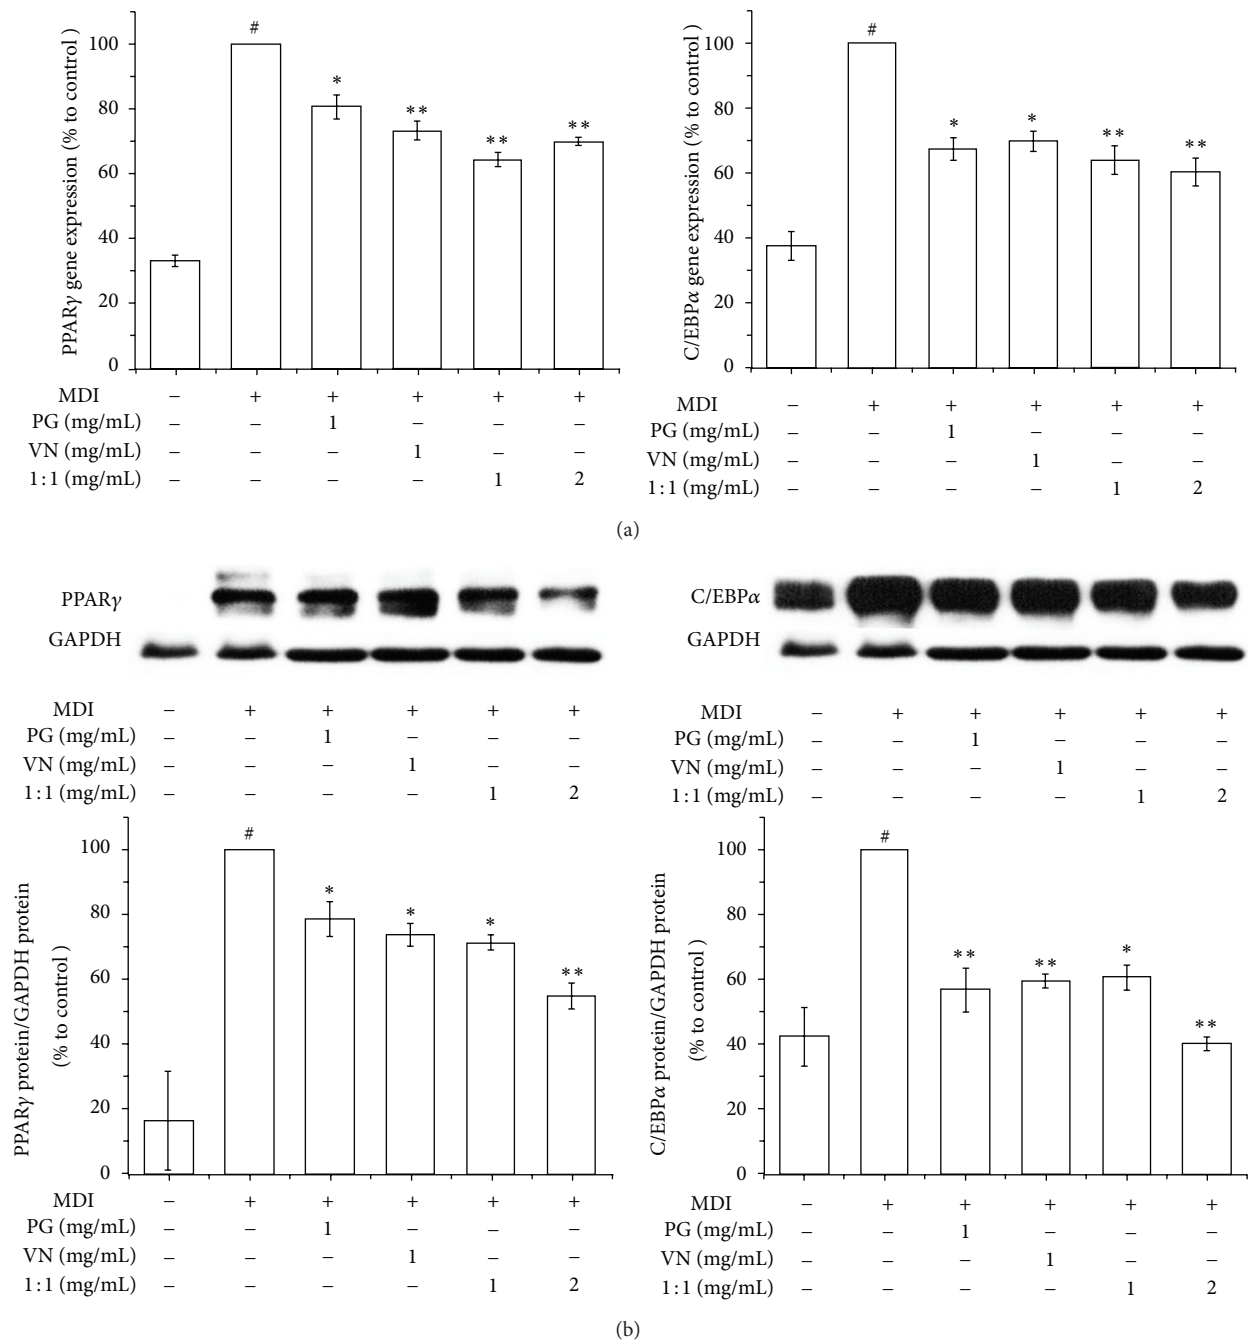 PPARγ gene expression (% to control)
100
80
60
40
20
0
#
*
**
**
**
MDI − + + + + +
PG (mg/mL) − − 1 − − −
VN (mg/mL) − − − 1 − −
1:1 (mg/mL) − − − − 1 2
C/EBPα gene expression (% to control)
100
80
60
40
20
0
#
*
*
**
**
MDI − + + + + +
PG (mg/mL) − − 1 − − −
VN (mg/mL) − − − 1 − −
1:1 (mg/mL) − − − − 1 2
(a)
PPARγ
GAPDH
MDI − + + + + +
PG (mg/mL) − − 1 − − −
VN (mg/mL) − − − 1 − −
1:1 (mg/mL) − − − − 1 2
C/EBPα
GAPDH
MDI − + + + + +
PG (mg/mL) − − 1 − − −
VN (mg/mL) − − − 1 − −
1:1 (mg/mL) − − − − 1 2
PPARγ protein/GAPDH protein
(% to control)
100
80
60
40
20
0
#
*
*
*
**
MDI − + + + + +
PG (mg/mL) − − 1 − − −
VN (mg/mL) − − − 1 − −
1:1 (mg/mL) − − − − 1 2
C/EBPα protein/GAPDH protein
(% to control)
100
80
60
40
20
0
#
**
**
*
**
MDI − + + + + +
PG (mg/mL) − − 1 − − −
VN (mg/mL) − − − 1 − −
1:1 (mg/mL) − − − − 1 2
(b)